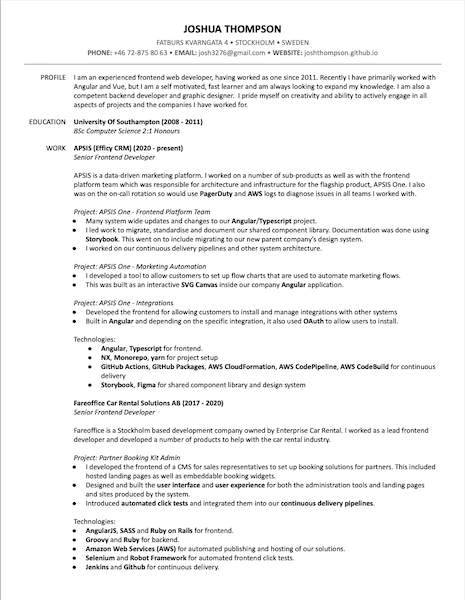 JOSHUA THOMPSON
FATBURS KVARNGATA 4 • STOCKHOLM • SWEDEN
PHONE: +46 72-875 80 63 • EMAIL: josh3276@gmail.com • WEBSITE: joshthompson.github.io
PROFILE I am an experienced frontend web developer, having worked as one since 2011. Recently I have primarily worked with
Angular and Vue, but I am a self motivated, fast learner and am always looking to expand my knowledge. I am also a
competent backend developer and graphic designer. I pride myself on creativity and ability to actively engage in all
aspects of projects and the companies I have worked for.
EDUCATION University Of Southampton (2008 - 2011)
BSc Computer Science 2:1 Honours
WORK APSIS (Efficy CRM) (2020 - present)
Senior Frontend Developer
APSIS is a data-driven marketing platform. I worked on a number of sub-products as well as with the frontend
platform team which was responsible for architecture and infrastructure for the flagship product, APSIS One. I also
was on the on-call rotation so would use PagerDuty and AWS logs to diagnose issues in all teams I worked with.
Project: APSIS One - Frontend Platform Team
● Many system wide updates and changes to our Angular/Typescript project.
● I led work to migrate, standardise and document our shared component library. Documentation was done using
Storybook. This went on to include migrating to our new parent company's design system.
● I worked on our continuous delivery pipelines and other system architecture.
Project: APSIS One - Marketing Automation
● I developed a tool to allow customers to set up flow charts that are used to automate marketing flows.
● This was built as an interactive SVG Canvas inside our company Angular application.
Project: APSIS One - Integrations
● Developed the frontend for allowing customers to install and manage integrations with other systems
● Built in Angular and depending on the specific integration, it also used OAuth to allow users to install.
Technologies:
● Angular, Typescript for frontend.
● NX, Monorepo, yarn for project setup
● GitHub Actions, GitHub Packages, AWS CloudFormation, AWS CodePipeline, AWS CodeBuild for continuous
delivery
● Storybook, Figma for shared component library and design system
Fareoffice Car Rental Solutions AB (2017 - 2020)
Senior Frontend Developer
Fareoffice is a Stockholm based development company owned by Enterprise Car Rental. I worked as a lead frontend
developer and developed a number of products to help with the car rental industry.
Project: Partner Booking Kit Admin
● I developed the frontend of a CMS for sales representatives to set up booking solutions for partners. This included
hosted landing pages as well as embeddable booking widgets.
● Designed and built the user interface and user experience for both the administration tools and landing pages
and sites produced by the system.
● Introduced automated click tests and integrated them into our continuous delivery pipelines.
Technologies:
● AngularJS, SASS and Ruby on Rails for frontend.
● Groovy and Ruby for backend.
● Amazon Web Services (AWS) for automated publishing and hosting of our solutions.
● Selenium and Robot Framework for automated click tests.
● Jenkins and Github for continuous delivery.